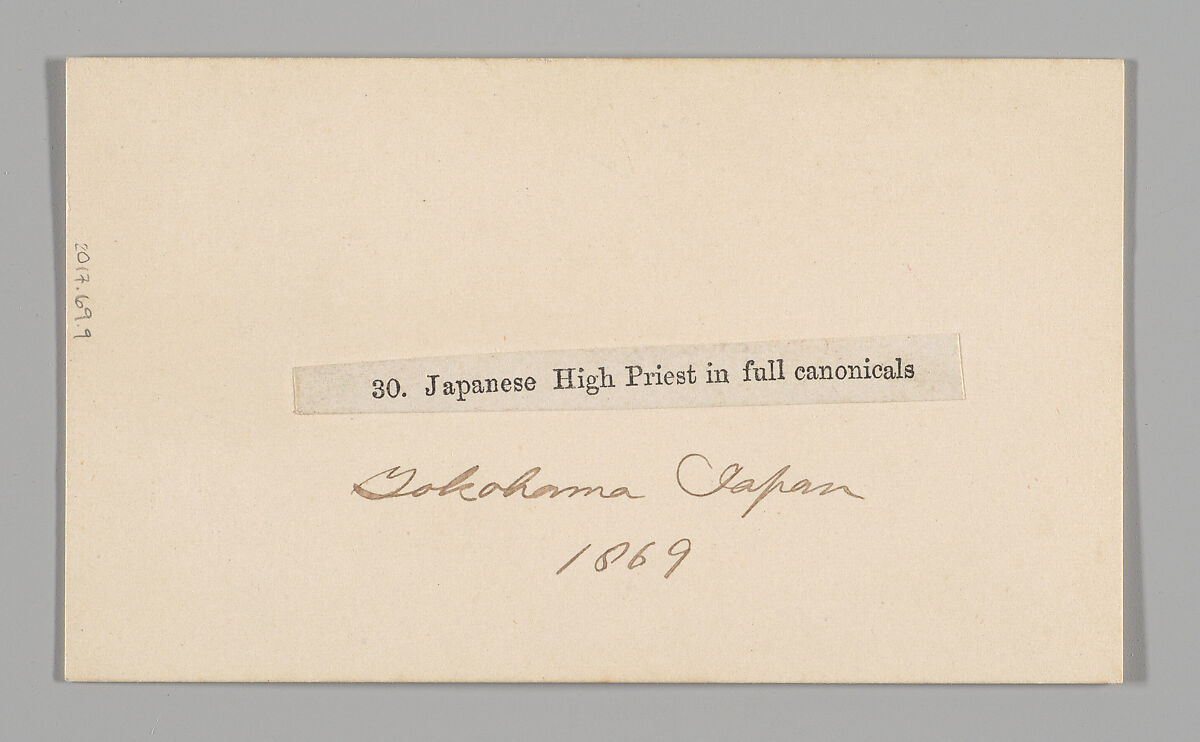 2017.69.9
30. Japanese High Priest in full canonicals
Yokohama Japan
1869